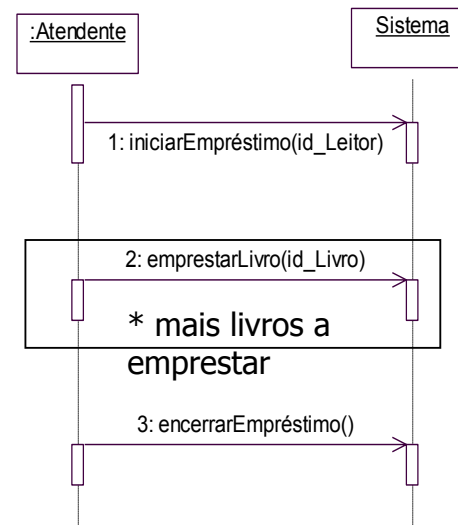 :Atendente
Sistema
1: iniciarEmpréstimo(id_Leitor)
2: emprestarLivro(id_Livro)
* mais livros a
emprestar
3: encerrarEmpréstimo()